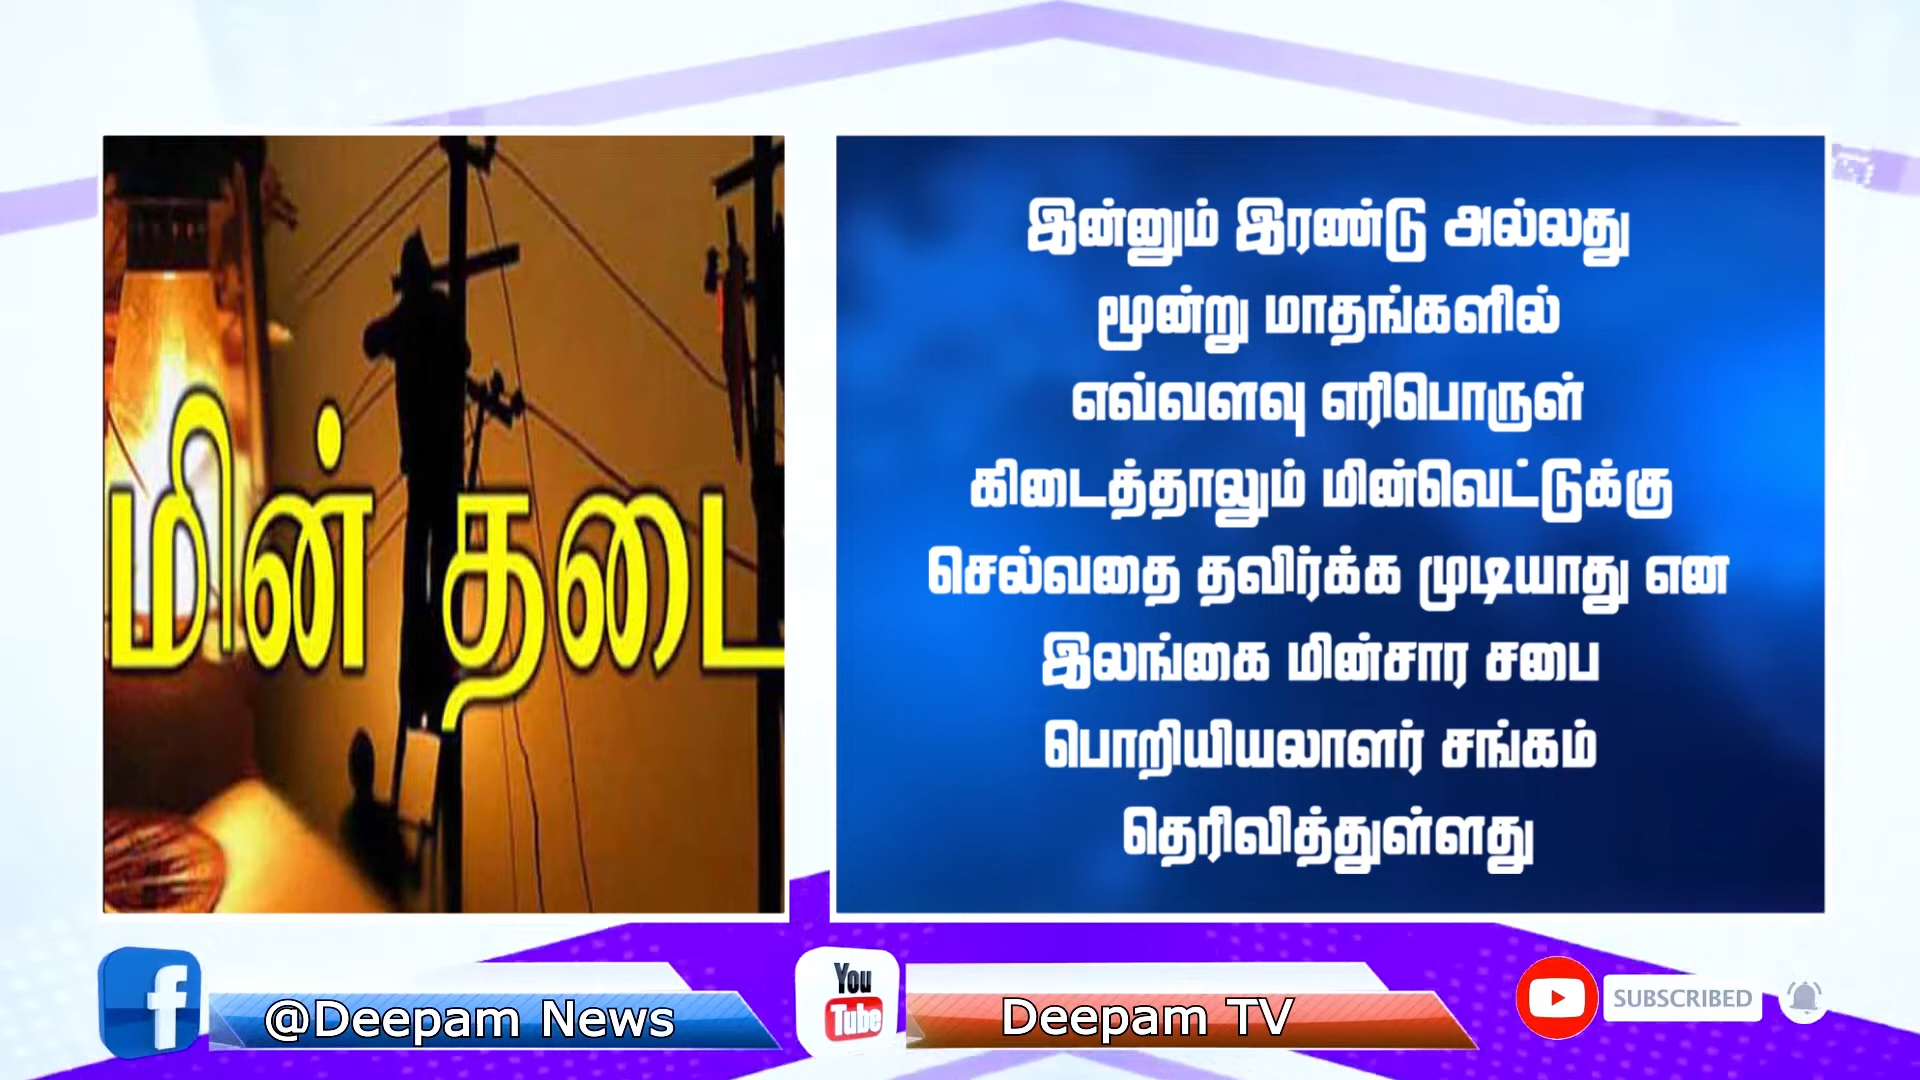 மின் தடை
இன்னும் இரண்டு அல்லது
மூன்று மாதங்களில்
எவ்வளவு எரிபொருள்
கிடைத்தாலும் மின்வெட்டுக்கு
செல்வதை தவிர்க்க முடியாது என
இலங்கை மின்சார சபை
பொறியியலாளர் சங்கம்
தெரிவித்துள்ளது
@Deepam News
You
Tube
Deepam TV
SUBSCRIBED